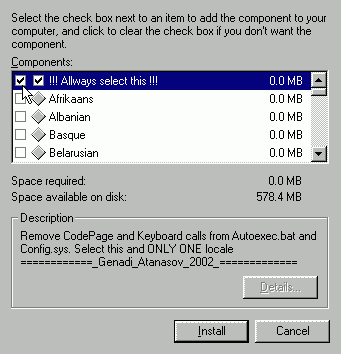 Select the check box next to an item to add the component to your
computer, and click to clear the check box if you don't want the
component.
Components:
!!! Allways select this !!! 0.0 MB
Afrikaans 0.0 MB
Albanian 0.0 MB
Basque 0.0 MB
Belarusian 0.0 MB
Space required: 0.0 MB
Space available on disk: 578.4 MB
Description
Remove CodePage and Keyboard calls from Autoexec.bat and
Config.sys. Select this and ONLY ONE locale
============_Genadi_Atanasov_2002_=============
Details...
Install Cancel